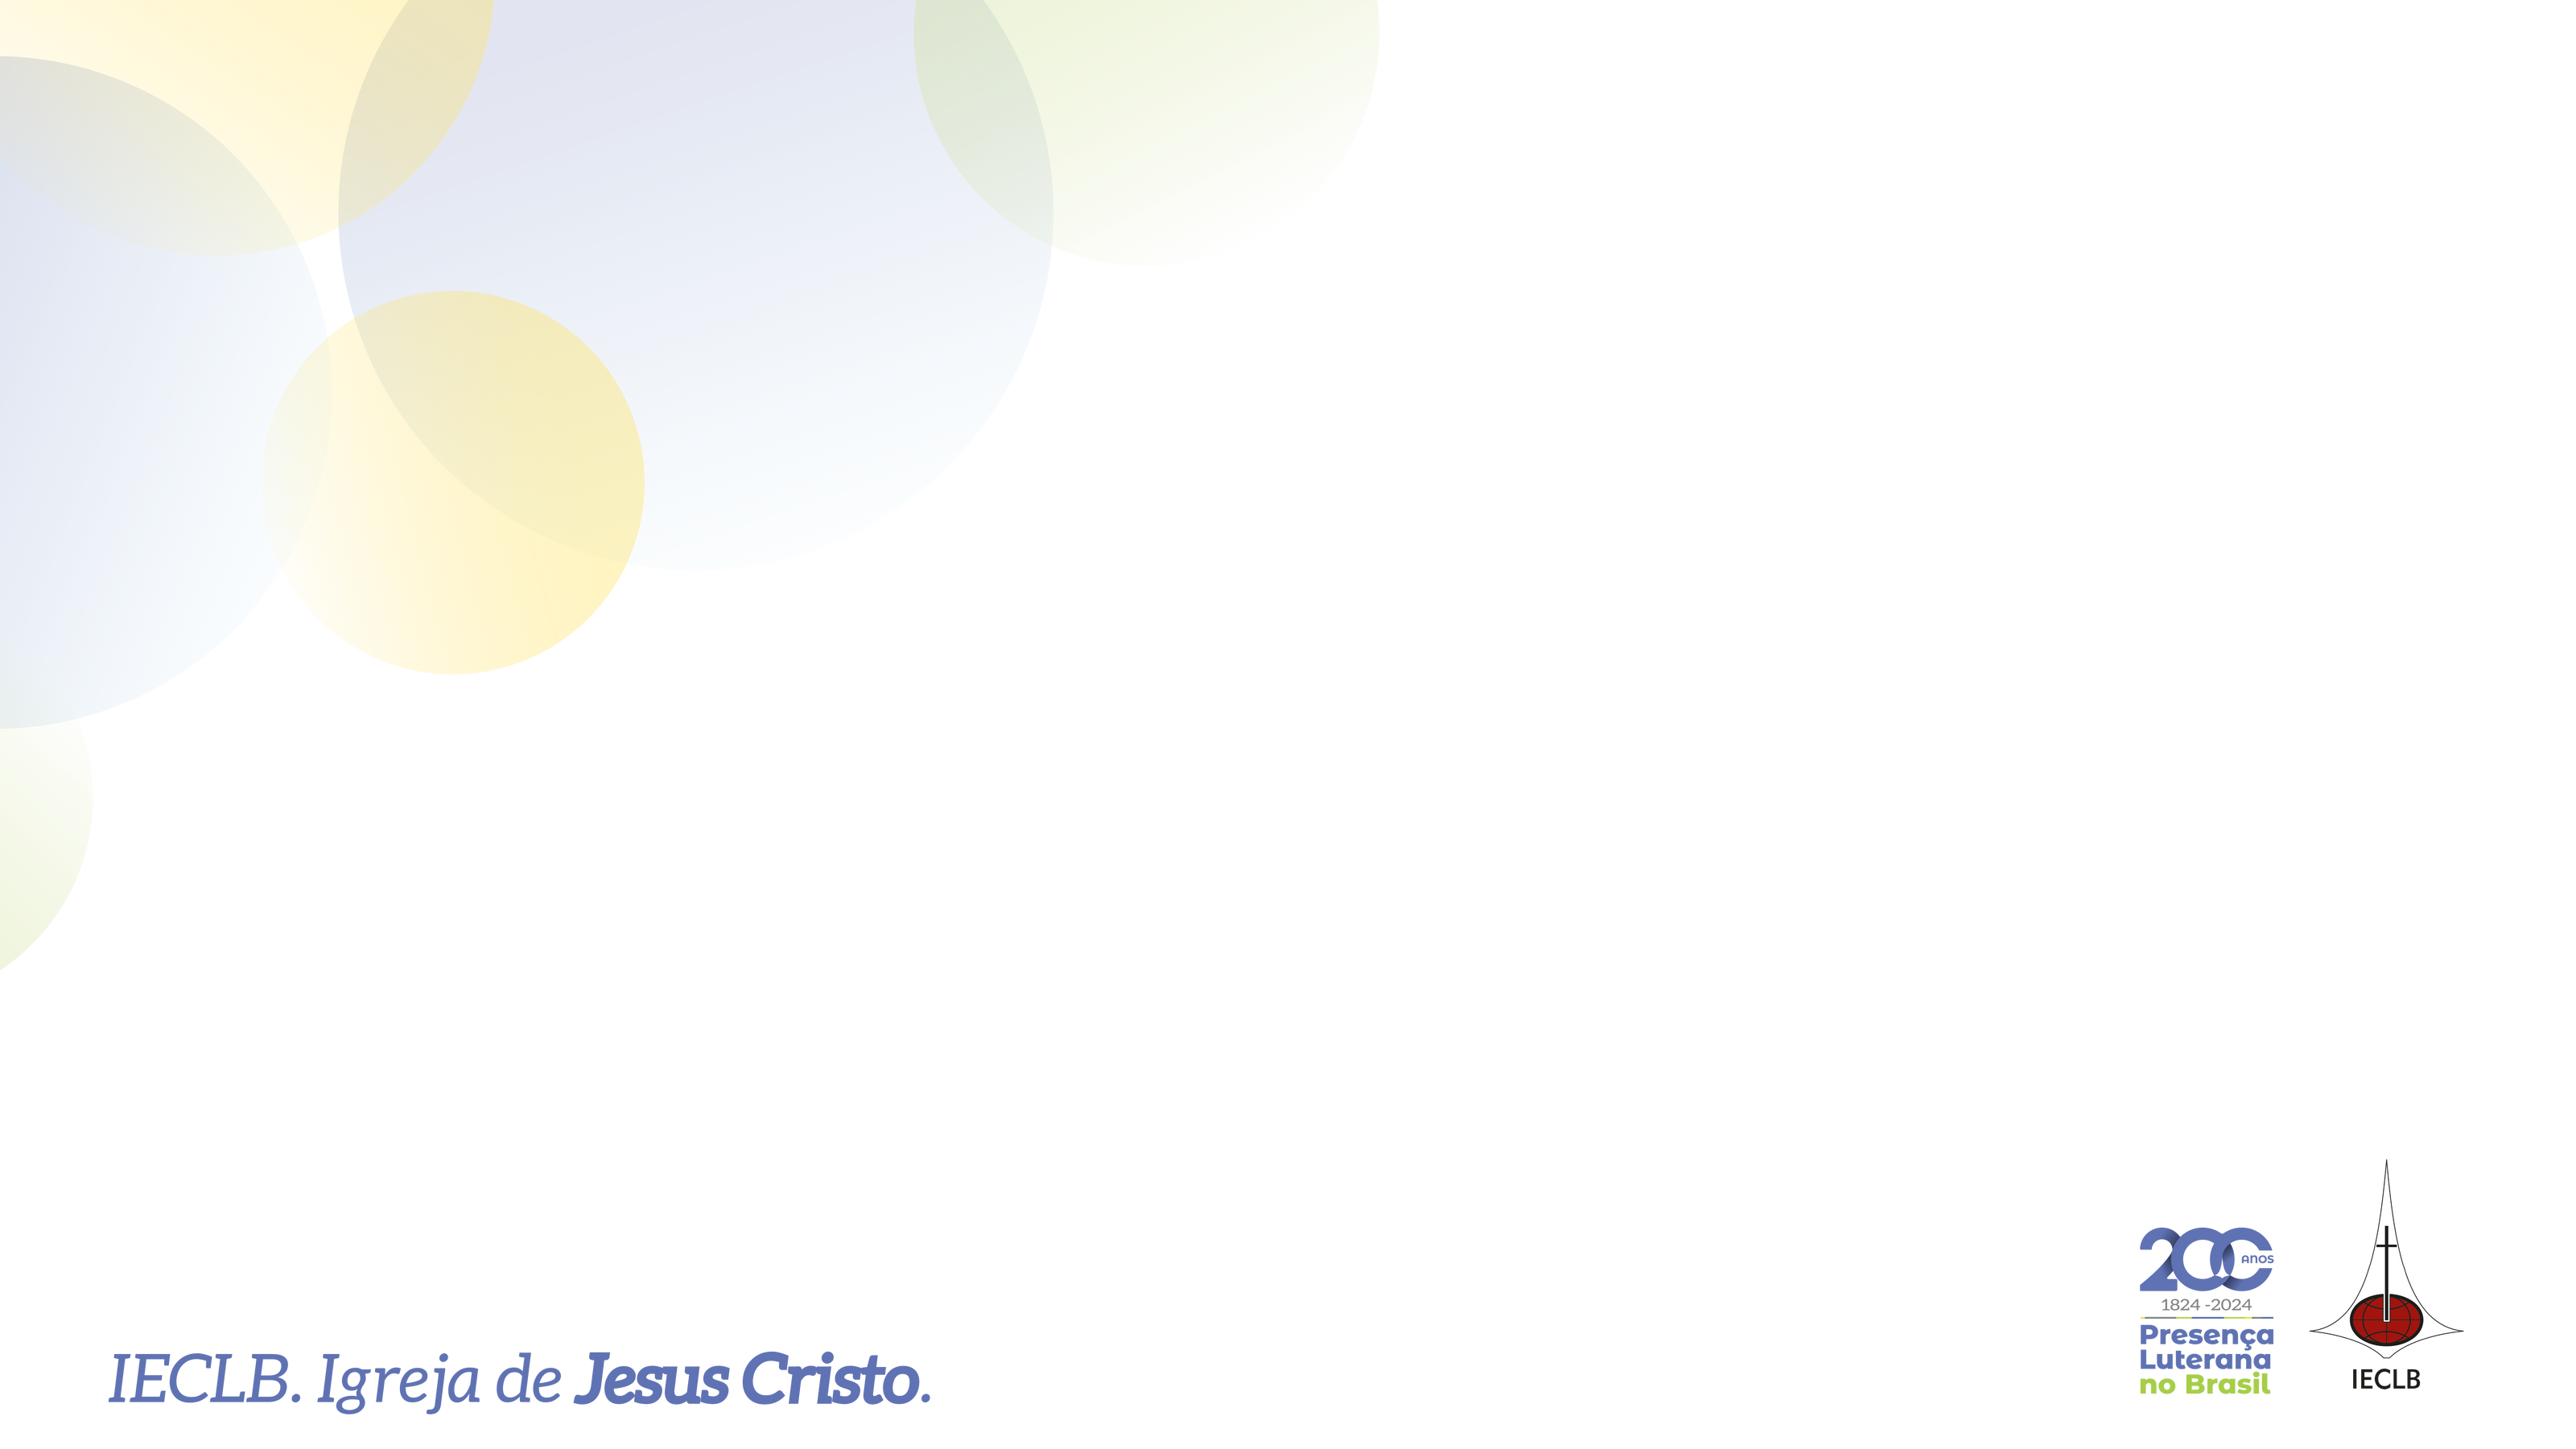 200 ANOS
1824 -2024
Presença
Luterana
no Brasil
IECLB
IECLB. Igreja de Jesus Cristo.